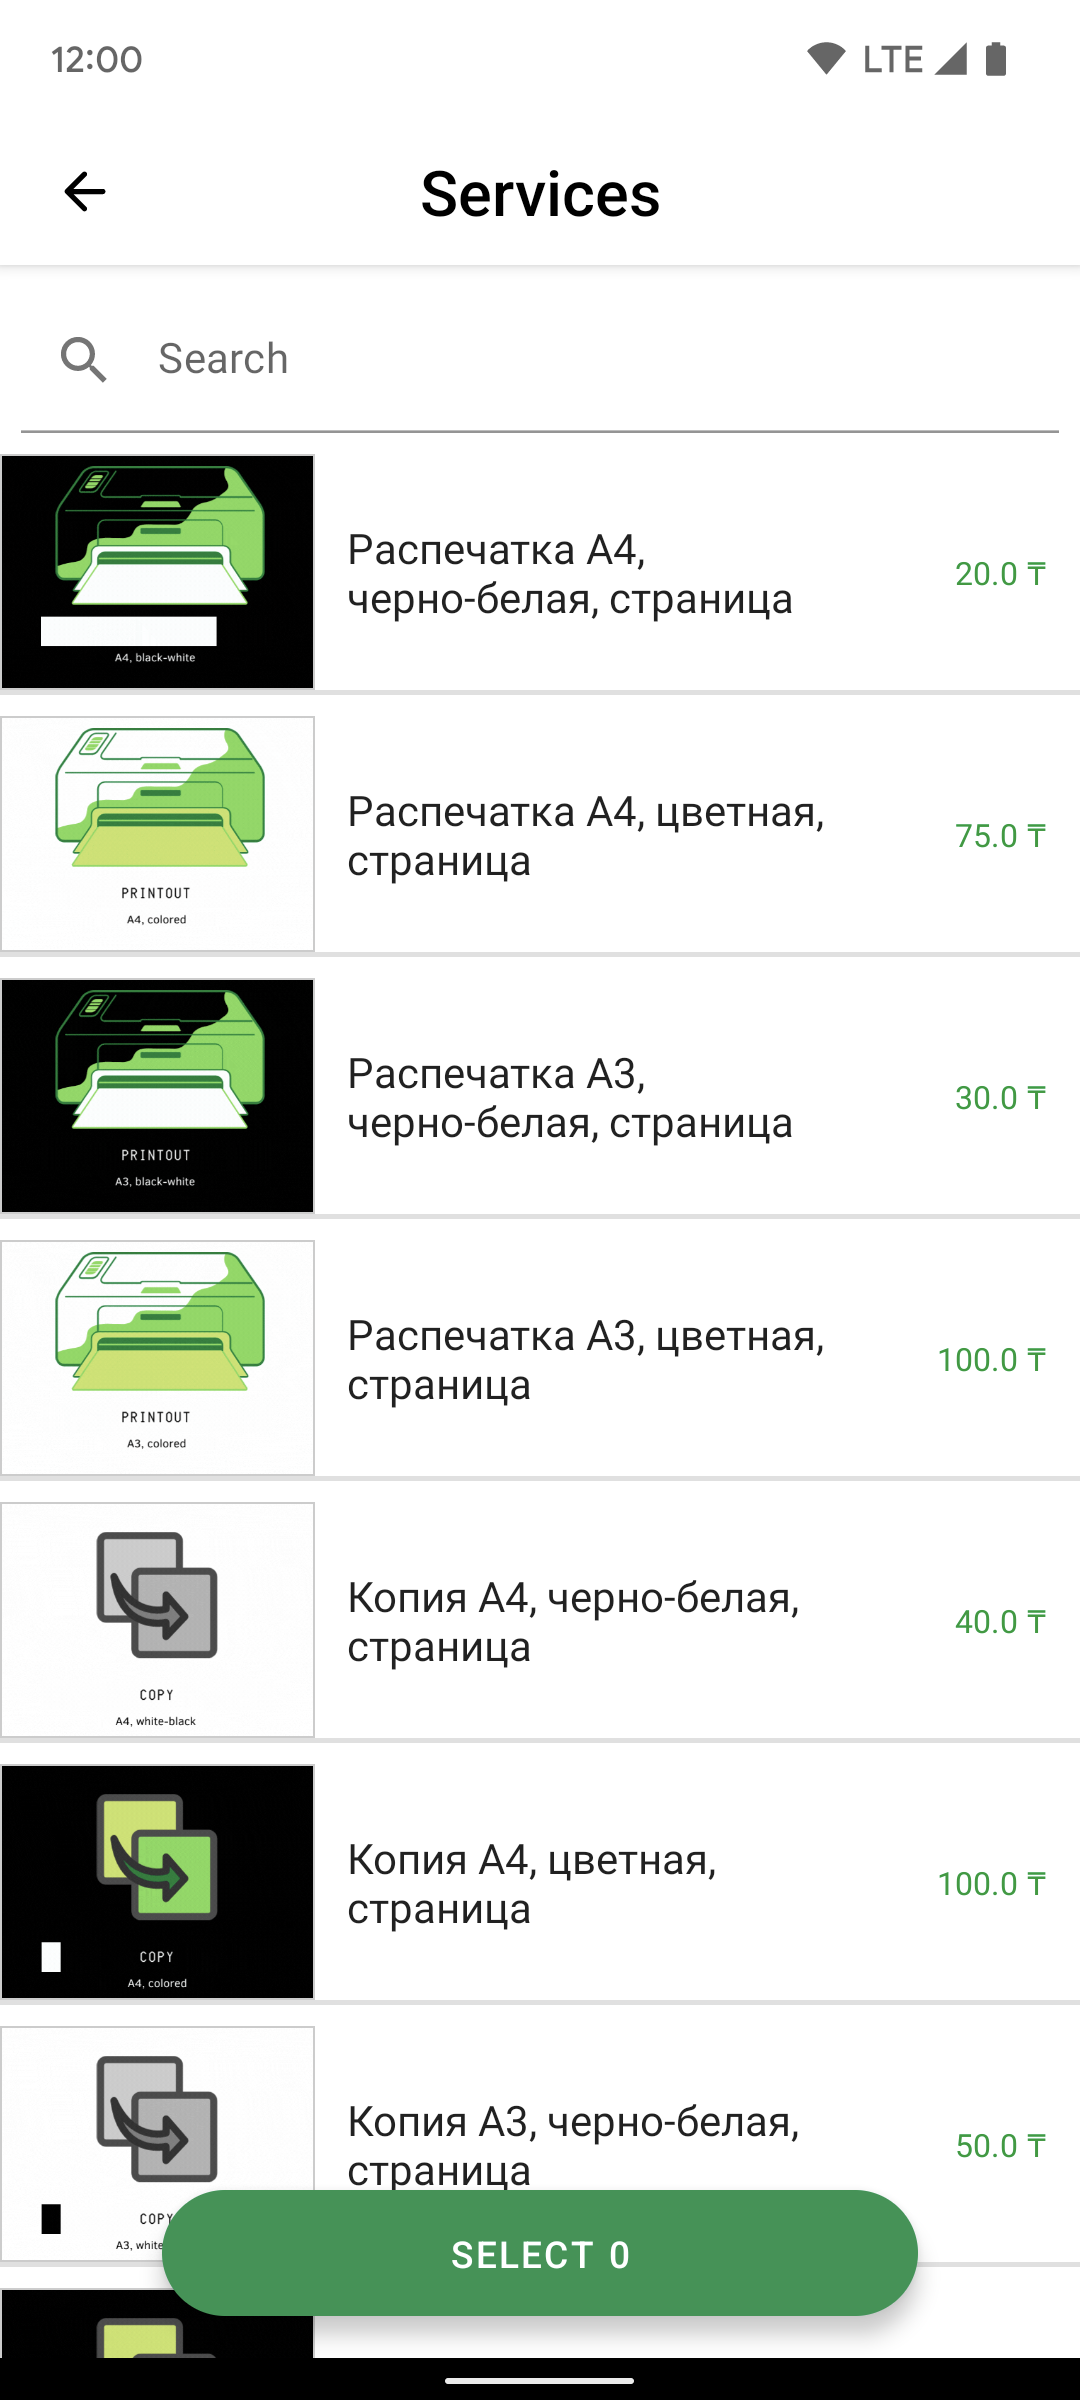 12:00
LTE
Services
Search
Распечатка А4,
черно-белая, страница
20.0 ₸
A4, black-white
Распечатка А4, цветная,
страница
75.0 ₸
PRINTOUT
A4, colored
Распечатка А3,
черно-белая, страница
30.0 ₸
PRINTOUT
A3, black-white
Распечатка А3, цветная,
страница
100.0 ₸
PRINTOUT
A3, colored
Копия А4, черно-белая,
страница
40.0 ₸
COPY
A4, white-black
Копия А4, цветная,
страница
100.0 ₸
COPY
A4, colored
Копия А3, черно-белая,
страница
50.0 ₸
COPY
A3, white
SELECT 0